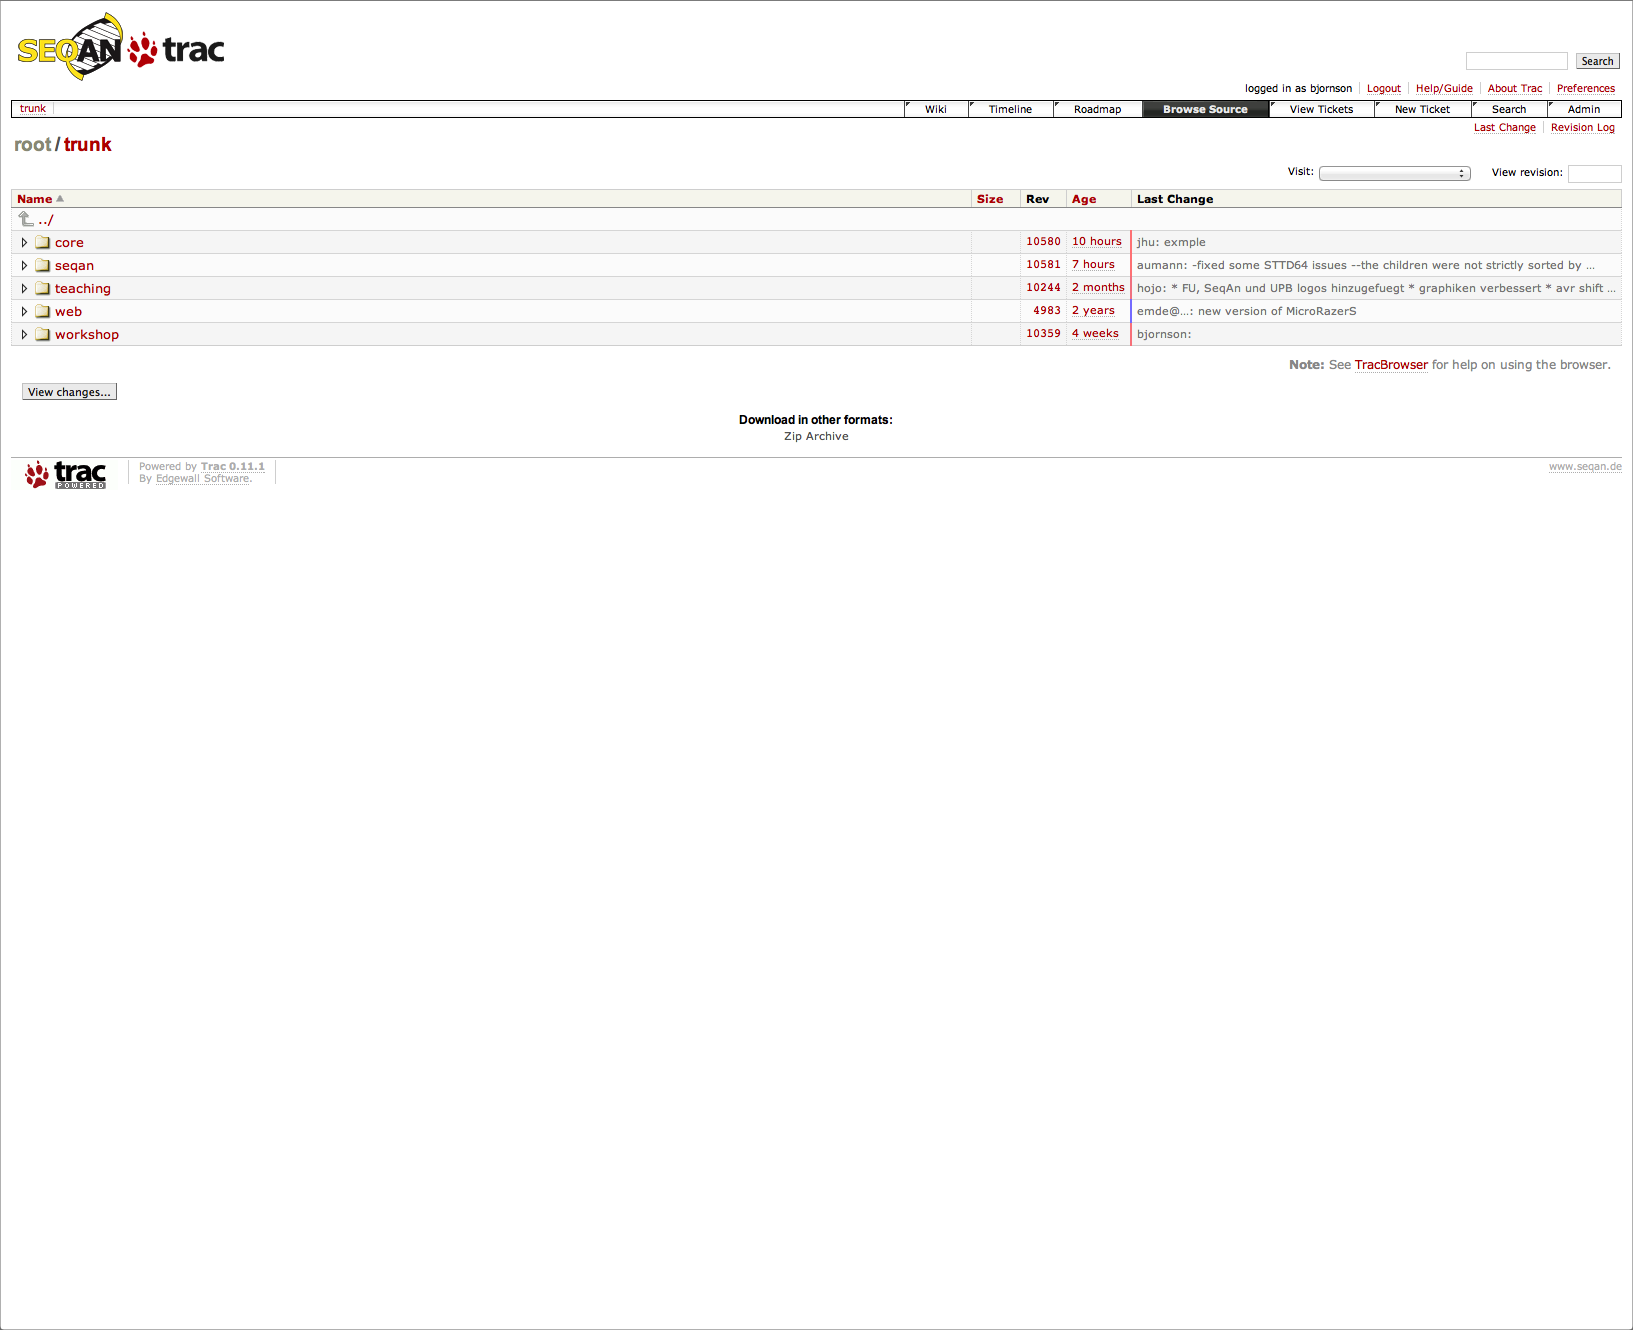 SEQAN trac
Search
logged in as bjornson Logout Help/Guide About Trac Preferences
trunk Wiki Timeline Roadmap Browse Source View Tickets New Ticket Search Admin
Last Change Revision Log
root/trunk
Visit: View revision:
Name Size Rev Age Last Change
../
core 10580 10 hours jhu: exmple
seqan 10581 7 hours aumann: -fixed some STTD64 issues --the children were not strictly sorted by ...
teaching 10244 2 months hojo: * FU, SeqAn und UPB logos hinzugefuegt * graphiken verbessert * avr shift ...
web 4983 2 years emde@...: new version of MicroRazerS
workshop 10359 4 weeks bjornson:
Note: See TracBrowser for help on using the browser.
View changes...
Download in other formats:
Zip Archive
trac POWERED
Powered by Trac 0.11.1
By Edgewall Software.
www.seqan.de